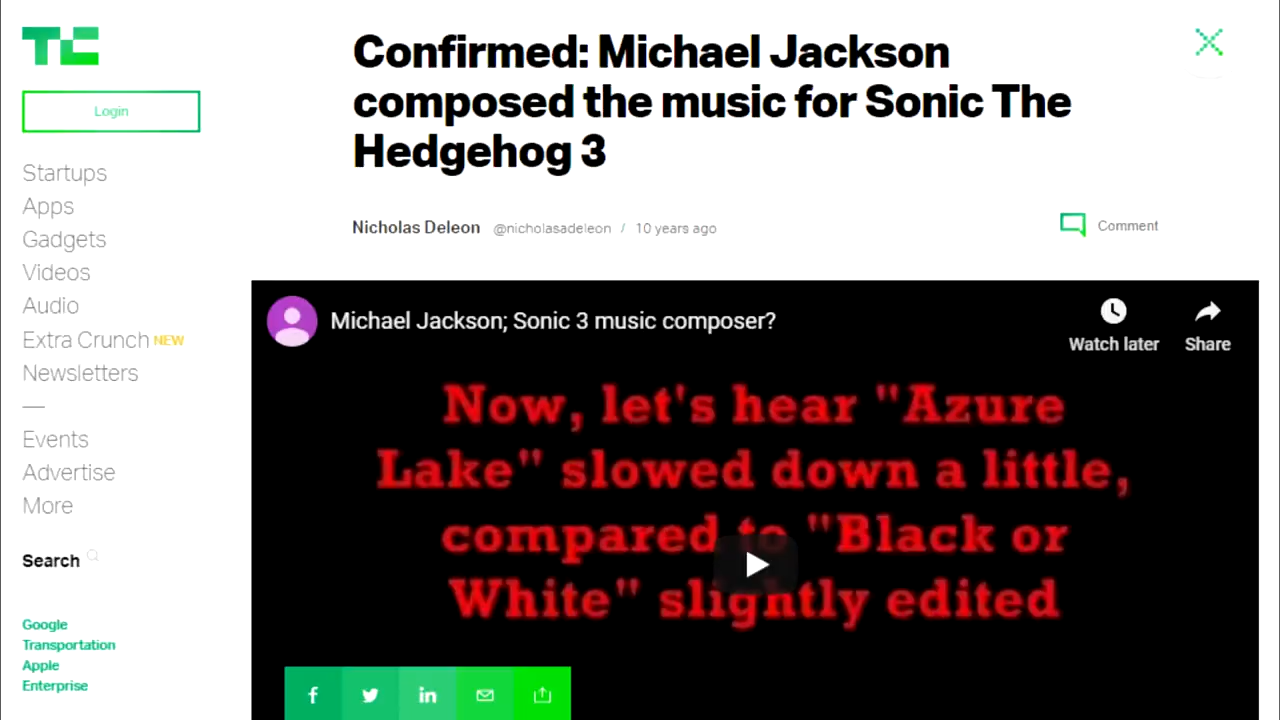 TC
Login
Startups
Apps
Gadgets
Videos
Audio
Extra Crunch NEW
Newsletters
—
Events
Advertise
More
Search
Google
Transportation
Apple
Enterprise
Confirmed: Michael Jackson
composed the music for Sonic The
Hedgehog 3
Nicholas Deleon @nicholasadeleon / 10 years ago
Comment
Michael Jackson; Sonic 3 music composer?
Watch later
Share
Now, let's hear "Azure
Lake" slowed down a little,
compared to "Black or
White" slightly edited